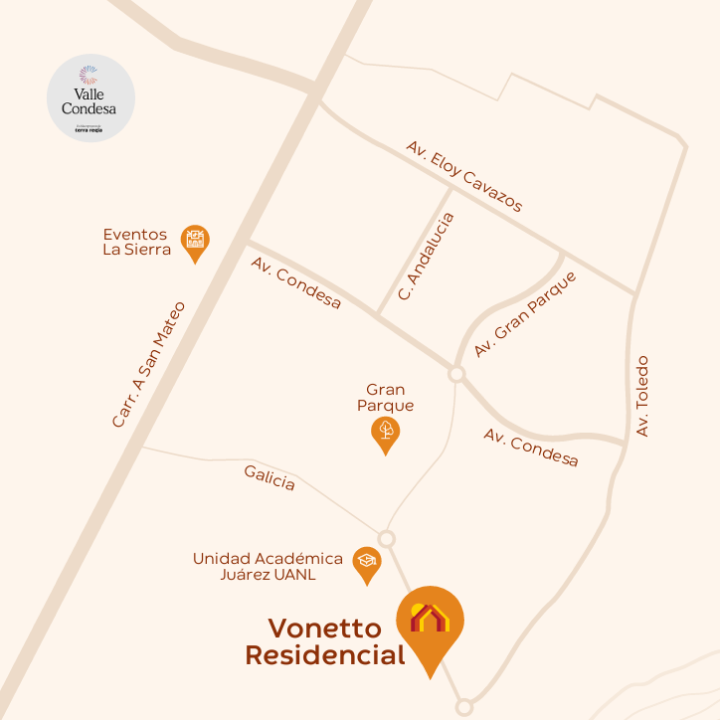 Valle
Condesa
terra regia
Av. Eloy Cavazos
Eventos
La Sierra
C. Andalucia
Av. Condesa
Av. Gran Parque
Carr. A San Mateo
Av. Toledo
Gran
Parque
Av. Condesa
Galicia
Unidad Académica
Juárez UANL
Vonetto
Residencial